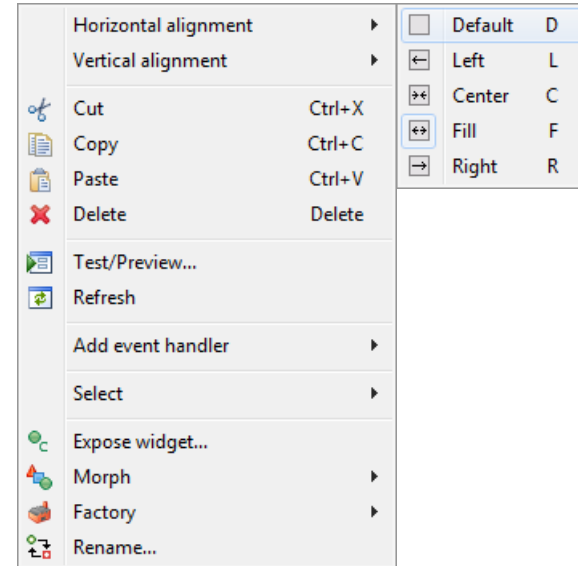 Horizontal alignment
Vertical alignment
Cut Ctrl+X
Copy Ctrl+C
Paste Ctrl+V
Delete Delete
Test/Preview...
Refresh
Add event handler
Select
Expose widget...
Morph
Factory
Rename...
Default D
Left L
Center C
Fill F
Right R